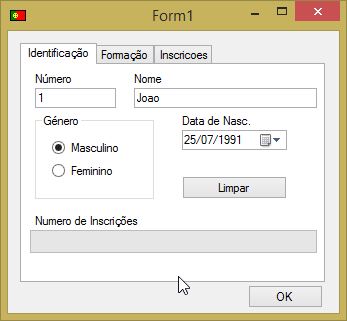 Form1
Identificação Formação Inscricoes
Número Nome
1 Joao
Género Data de Nasc.
25/07/1991
Masculino
Feminino
Limpar
Numero de Inscrições
OK